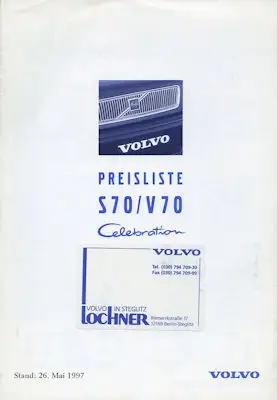 VOLVO
PREISLISTE
S70/V70
Celebration
VOLVO
Tel. (030) 794 709-30
Fax (030) 794 709-99
VOLVO IN STEGLITZ
LOCHNER
Bismarckstraße
12169 Berlin-Steglitz
Stand: 26. Mai 1997
VOLVO